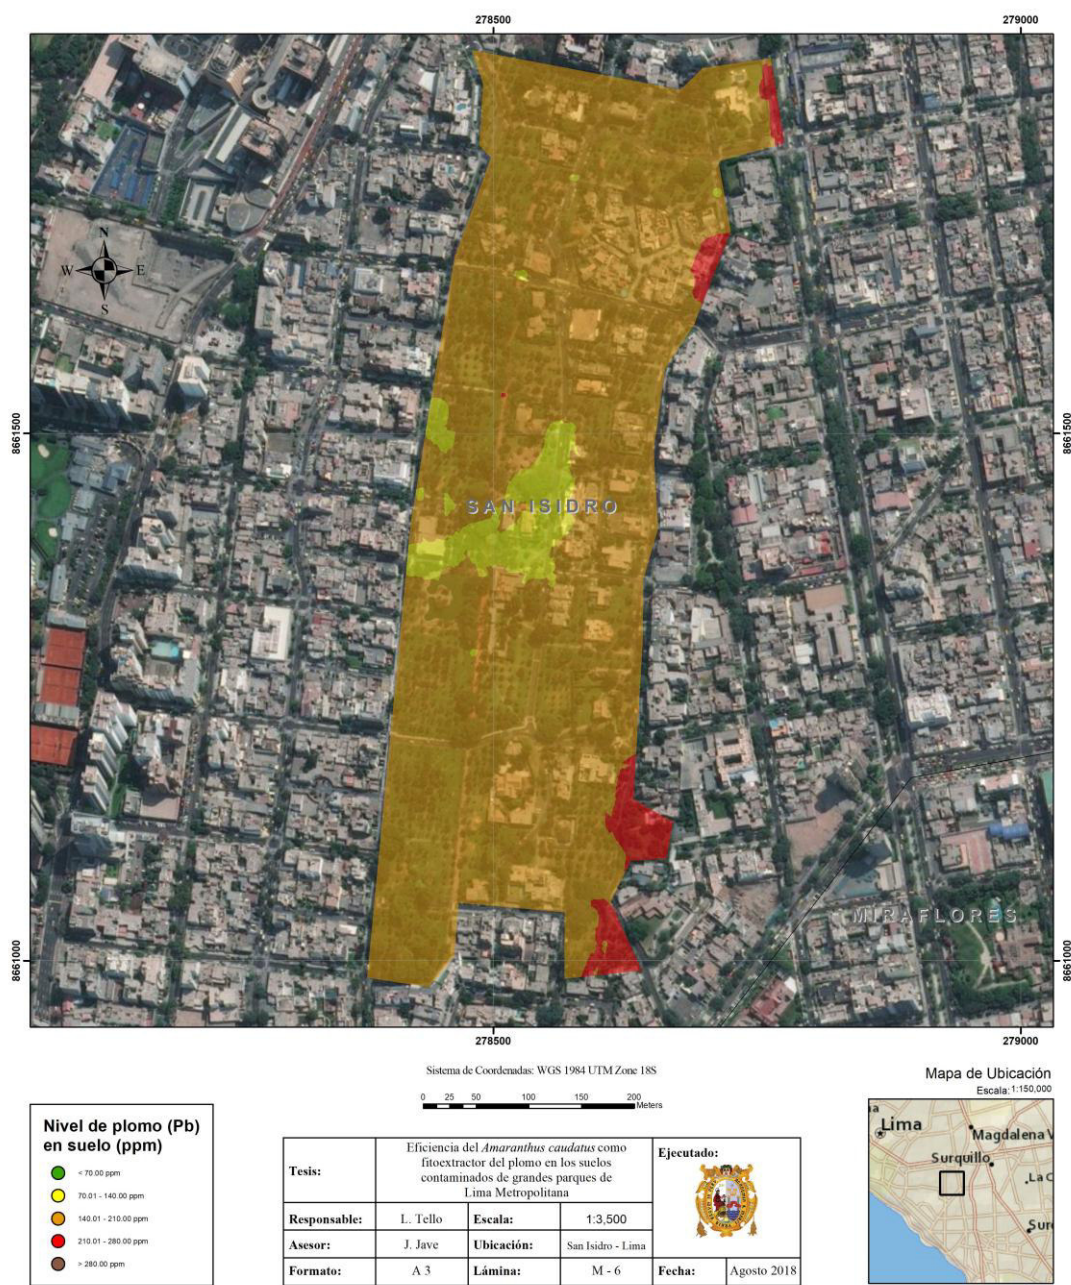 278500
279000
N
W
E
S
8661500
8661500
SAN ISIDRO
MIRAFLORES
8661000
8661000
278500
279000
Sistema de Coordenadas: WGS 1984 UTM Zone 18S
0 25 50 100 150 200
Meters
Mapa de Ubicación
Escala: 1:150,000
Lima
Magdalena V
Surquillo
La C
Sur
Nivel de plomo (Pb)
en suelo (ppm)
< 70.00 ppm
70.01 - 140.00 ppm
140.01 - 210.00 ppm
210.01 - 280.00 ppm
> 280.00 ppm
Tesis:
Eficiencia del Amaranthus caudatus como
fitoextractor del plomo en los suelos
contaminados de grandes parques de
Lima Metropolitana
Ejecutado:
Responsable: L. Tello Escala: 1:3,500
Asesor: J. Jave Ubicación: San Isidro - Lima
Formato: A 3 Lámina: M - 6 Fecha: Agosto 2018